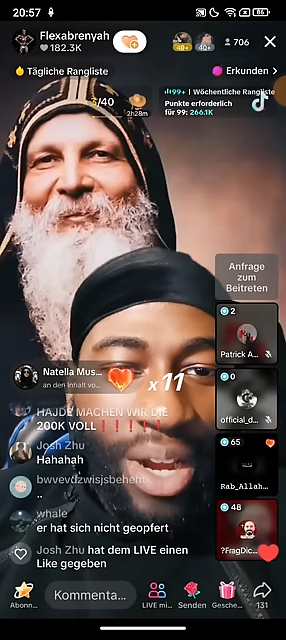 20:57
86
Flexabrenyah
182.3K
40+
40+
706
Tägliche Rangliste
Erkunden >
3/40
2h28m
99+ | Wöchentliche Rangliste
Punkte erforderlich
für 99: 266.1K
Anfrage
zum
Beitreten
2
Patrick A...
0
official_d...
65
Rab_Allah...
48
?FragDic...
Natella Mus...
an den Inhalt vo...
x 11
HAJDE MACHEN WIR DIE
200K VOLL❗❗❗❗❗
Josh Zhu
Hahahah
bwvevdzwisjsbeheht
..
whale
er hat sich nicht geopfert
Josh Zhu hat dem LIVE einen
Like gegeben
Abonn...
Kommenta...
LIVE mi...
Senden
Gesche...
131